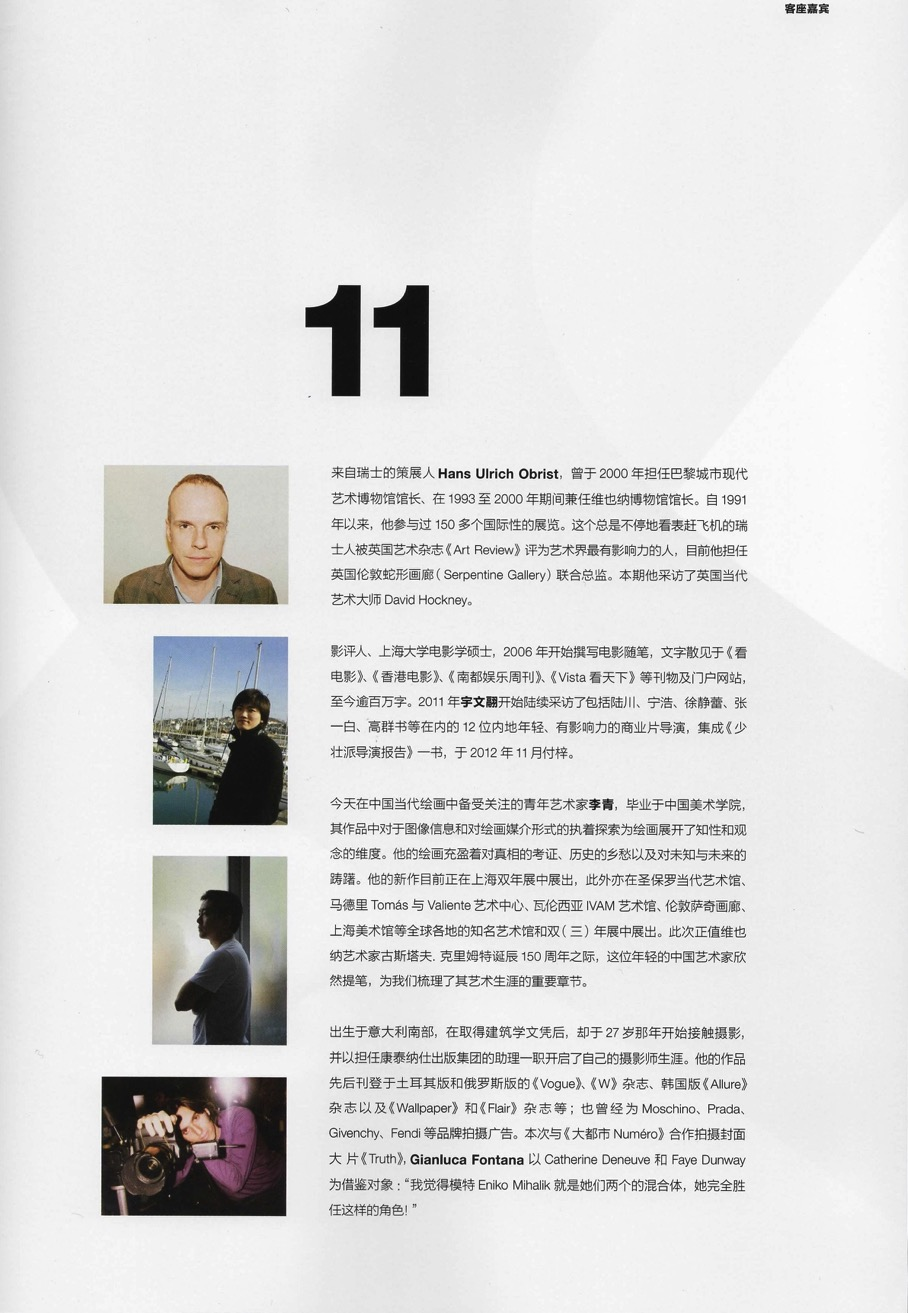 客座嘉宾
11
来自瑞士的策展人 Hans Ulrich Obrist，曾于 2000 年担任巴黎城市现代
艺术博物馆馆长、在 1993 至 2000 年期间兼任维也纳博物馆馆长。自 1991
年以来，他参与过 150 多个国际性的展览。这个总是不停地看表赶飞机的瑞
士人被英国艺术杂志《Art Review》评为艺术界最有影响力的人，目前他担任
英国伦敦蛇形画廊（Serpentine Gallery）联合总监。本期他采访了英国当代
艺术大师 David Hockney。
影评人、上海大学电影学硕士，2006 年开始撰写电影随笔，文字散见于《看
电影》、《香港电影》、《南都娱乐周刊》、《Vista 看天下》等刊物及门户网站，
至今逾百万字。2011 年宇文翮开始陆续采访了包括陆川、宁浩、徐静蕾、张
一白、高群书等在内的 12 位内地年轻、有影响力的商业片导演，集成《少
壮派导演报告》一书，于 2012 年 11 月付梓。
今天在中国当代绘画中备受关注的青年艺术家李青，毕业于中国美术学院，
其作品中对于图像信息和对绘画媒介形式的执着探索为绘画展开了知性和观
念的维度。他的绘画充盈着对真相的考证、历史的乡愁以及对未知与未来的
踌躇。他的新作目前正在上海双年展中展出，此外亦在圣保罗当代艺术馆、
马德里 Tomás 与 Valiente 艺术中心、瓦伦西亚 IVAM 艺术馆、伦敦萨奇画廊、
上海美术馆等全球各地的知名艺术馆和双（三）年展中展出。此次正值维也
纳艺术家古斯塔夫. 克里姆特诞辰 150 周年之际，这位年轻的中国艺术家欣
然提笔，为我们梳理了其艺术生涯的重要章节。
出生于意大利南部，在取得建筑学文凭后，却于 27 岁那年开始接触摄影，
并以担任康泰纳仕出版集团的助理一职开启了自己的摄影师生涯。他的作品
先后刊登于土耳其版和俄罗斯版的《Vogue》、《W》杂志、韩国版《Allure》
杂志以及《Wallpaper》和《Flair》杂志等；也曾经为 Moschino、Prada、
Givenchy、Fendi 等品牌拍摄广告。本次与《大都市 Numéro》合作拍摄封面
大片《Truth》，Gianluca Fontana 以 Catherine Deneuve 和 Faye Dunway
为借鉴对象：“我觉得模特 Eniko Mihalik 就是她们两个的混合体，她完全胜
任这样的角色！”